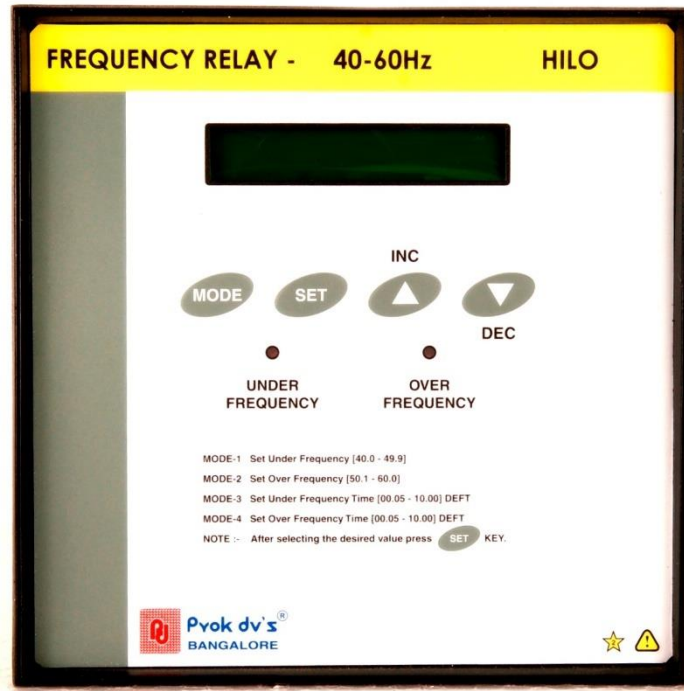 FREQUENCY RELAY - 40-60Hz HILO
INC
MODE SET
DEC
UNDER FREQUENCY
OVER FREQUENCY
MODE-1 Set Under Frequency [40.0 - 49.9]
MODE-2 Set Over Frequency [50.1 - 60.0]
MODE-3 Set Under Frequency Time [00.05 - 10.00] DEFT
MODE-4 Set Over Frequency Time [00.05 - 10.00] DEFT
NOTE :- After selecting the desired value press SET KEY.
Pvok dv's®
BANGALORE